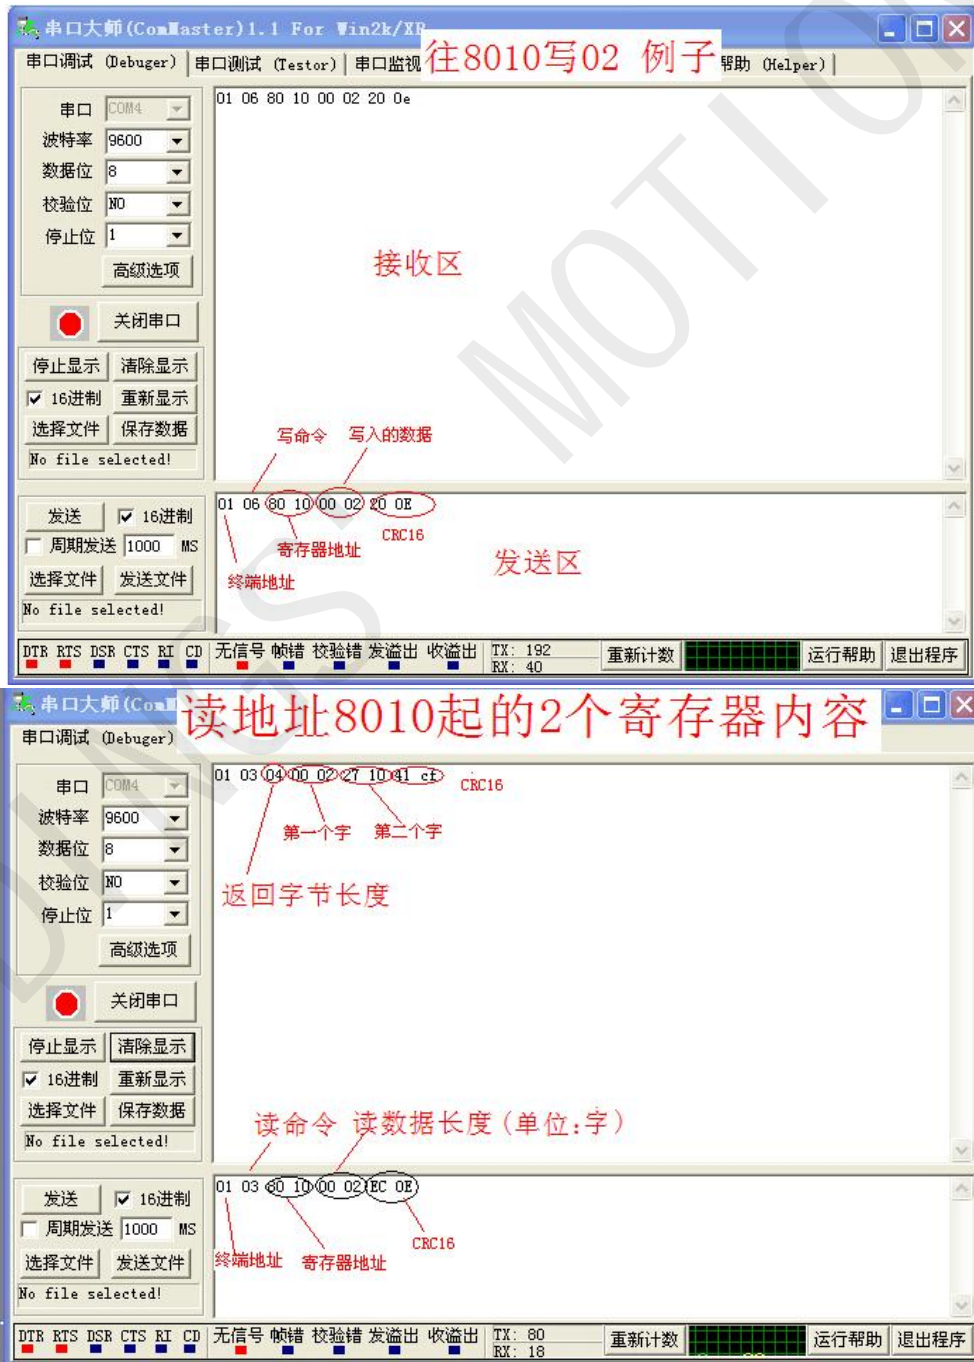 串口大师(ComMaster)1.1 For Win2k/XP
往8010写02 例子
串口调试 (Debuger) 串口测试 (Testor) 串口监视 帮助 (Helper)
串口 COM4
波特率 9600
数据位 8
校验位 NO
停止位 1
高级选项
关闭串口
停止显示 清除显示
16进制 重新显示
选择文件 保存数据
No file selected!
01 06 80 10 00 02 20 0e
接收区
写命令 写入的数据
发送 16进制
周期发送 1000 MS
选择文件 发送文件
No file selected!
01 06 80 10 00 02 20 0E
CRC16
寄存器地址
终端地址
发送区
DTR RTS DSR CTS RI CD 无信号 帧错 校验错 发溢出 收溢出 TX: 192
RX: 40
重新计数 运行帮助 退出程序
串口大师(Com
读地址8010起的2个寄存器内容
串口调试 (Debuger)
串口 COM4
波特率 9600
数据位 8
校验位 NO
停止位 1
高级选项
关闭串口
停止显示 清除显示
16进制 重新显示
选择文件 保存数据
No file selected!
01 03 04 00 02 27 10 41 cf CRC16
第一个字 第二个字
返回字节长度
读命令 读数据长度(单位:字)
发送 16进制
周期发送 1000 MS
选择文件 发送文件
No file selected!
01 03 80 10 00 02 EC 0E
CRC16
终端地址 寄存器地址
DTR RTS DSR CTS RI CD 无信号 帧错 校验错 发溢出 收溢出 TX: 80
RX: 18
重新计数 运行帮助 退出程序
DINGS' MOTION